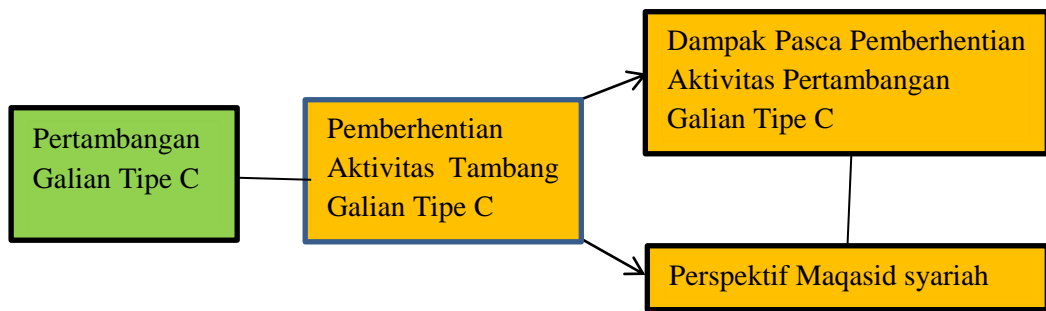 Pertambangan
Galian Tipe C
Pemberhentian
Aktivitas Tambang
Galian Tipe C
Dampak Pasca Pemberhentian
Aktivitas Pertambangan
Galian Tipe C
Perspektif Maqasid syariah